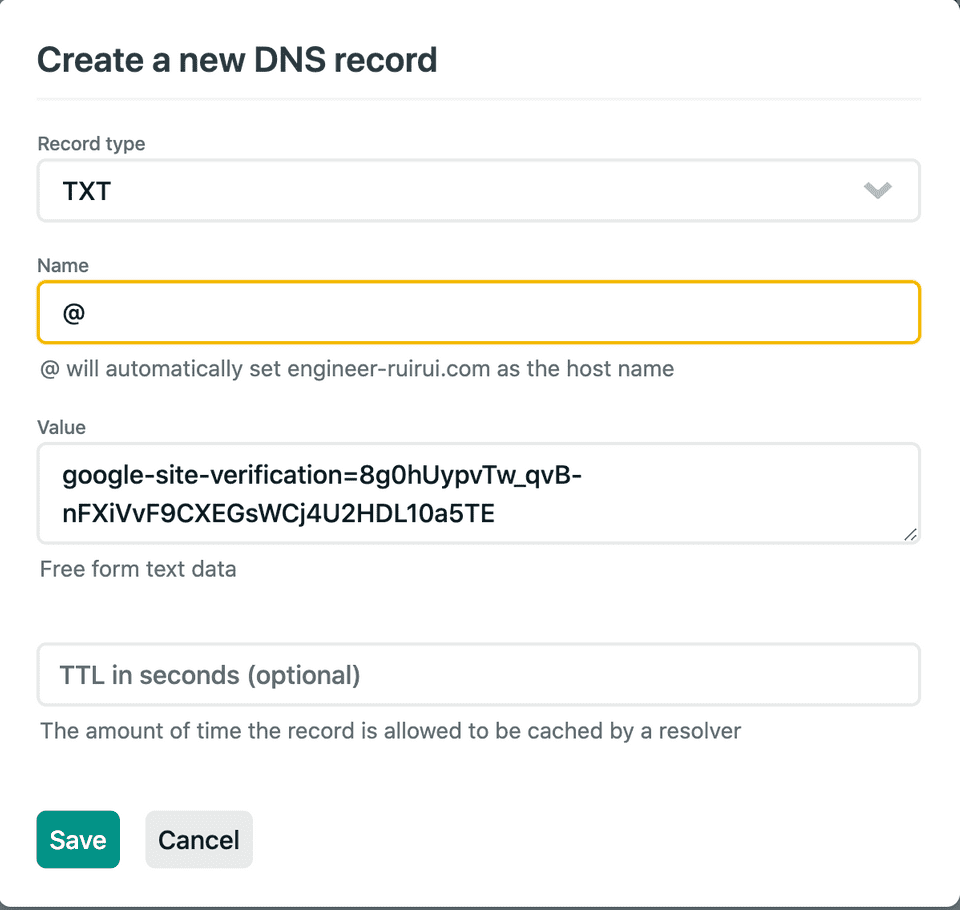 Create a new DNS record
Record type
TXT
Name
@
@ will automatically set engineer-ruirui.com as the host name
Value
google-site-verification=8g0hUypvTw_qvB-
nFXiVvF9CXEGsWCj4U2HDL10a5TE
Free form text data
TTL in seconds (optional)
The amount of time the record is allowed to be cached by a resolver
Save
Cancel